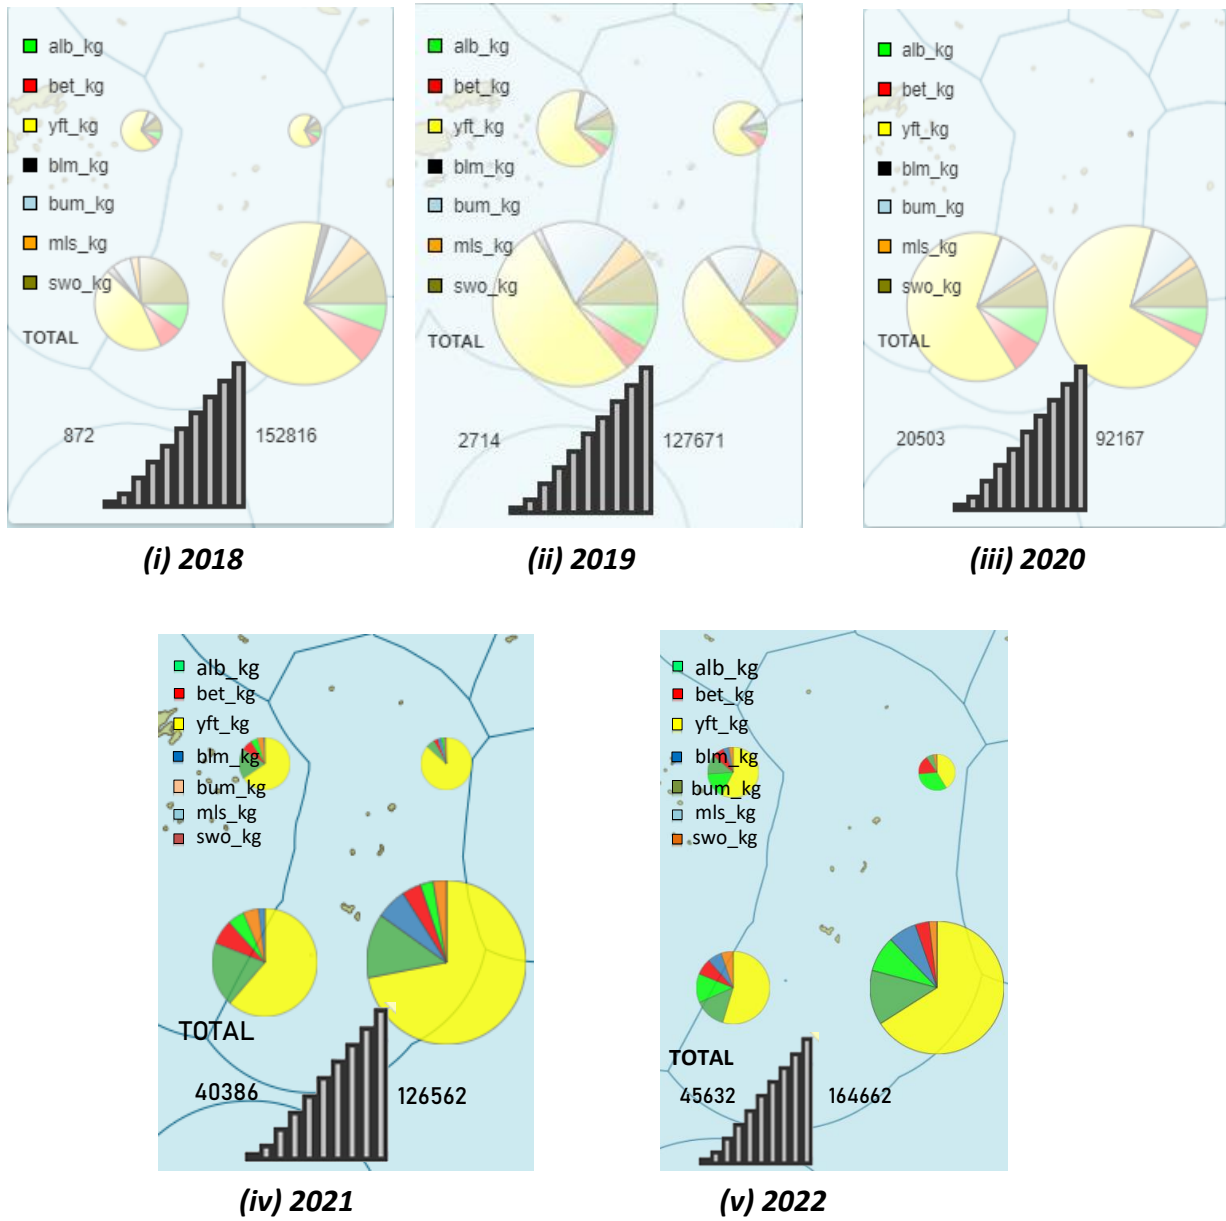 alb_kg
bet_kg
yft_kg
blm_kg
bum_kg
mls_kg
swo_kg
TOTAL
872
152816
(i) 2018
alb_kg
bet_kg
yft_kg
blm_kg
bum_kg
mls_kg
swo_kg
TOTAL
2714
127671
(ii) 2019
alb_kg
bet_kg
yft_kg
blm_kg
bum_kg
mls_kg
swo_kg
TOTAL
20503
92167
(iii) 2020
alb_kg
bet_kg
yft_kg
blm_kg
bum_kg
mls_kg
swo_kg
TOTAL
40386
126562
(iv) 2021
alb_kg
bet_kg
yft_kg
blm_kg
bum_kg
mls_kg
swo_kg
TOTAL
45632
164662
(v) 2022